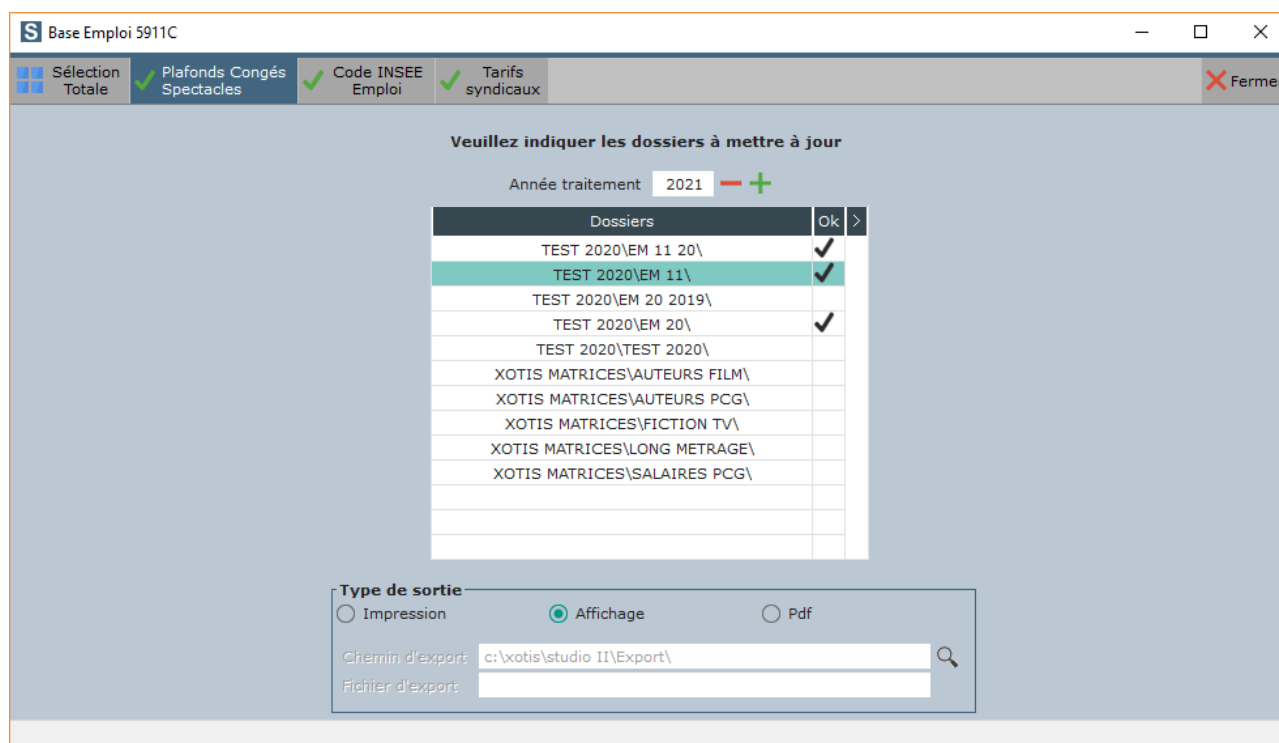 S Base Emploi 5911C
Sélection Totale
Plafonds Congés Spectacles
Code INSEE Emploi
Tarifs syndicaux
Ferme
Veuillez indiquer les dossiers à mettre à jour
Année traitement 2021
Dossiers Ok >
TEST 2020\EM 11 20\
TEST 2020\EM 11\
TEST 2020\EM 20 2019\
TEST 2020\EM 20\
TEST 2020\TEST 2020\
XOTIS MATRICES\AUTEURS FILM\
XOTIS MATRICES\AUTEURS PCG\
XOTIS MATRICES\FICTION TV\
XOTIS MATRICES\LONG METRAGE\
XOTIS MATRICES\SALAIRES PCG\
Type de sortie
Impression Affichage Pdf
Chemin d'export c:\xotis\studio II\Export\
Fichier d'export